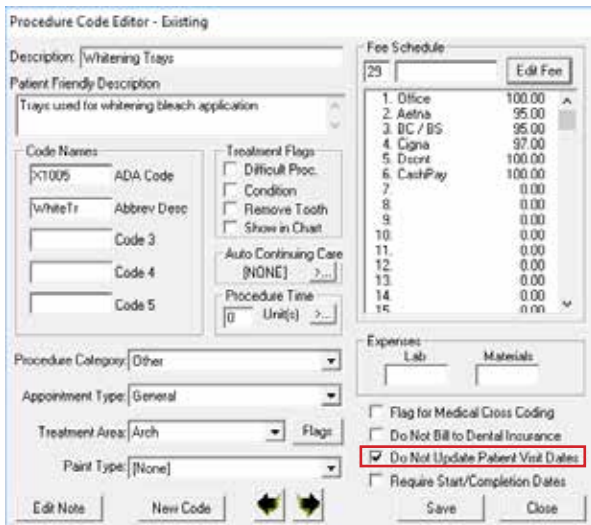 Procedure Code Editor - Existing
Description: Whitening Trays
Patient Friendly Description
Trays used for whitening bleach application
Code Names
XT005 ADA Code
WhiteTr Abbrev Desc
Code 3
Code 4
Code 5
Treatment Flags
Difficult Proc.
Condition
Remove Tooth
Show in Chart
Auto Continuing Care
[NONE] >...
Procedure Time
0 Unit(s) >...
Procedure Category: Other
Appointment Type: General
Treatment Area: Arch Flags
Paint Type: [None]
Edit Note New Code
Fee Schedule
29 Edit Fee
1. Office 100.00
2. Aetna 95.00
3. BC / BS 95.00
4. Cigna 97.00
5. Dscnt 100.00
6. CashPay 100.00
7. 0.00
8. 0.00
9. 0.00
10. 0.00
11. 0.00
12. 0.00
13. 0.00
14. 0.00
15. 0.00
Expenses
Lab Materials
Flag for Medical Cross Coding
Do Not Bill to Dental Insurance
Do Not Update Patient Visit Dates
Require Start/Completion Dates
Save Close